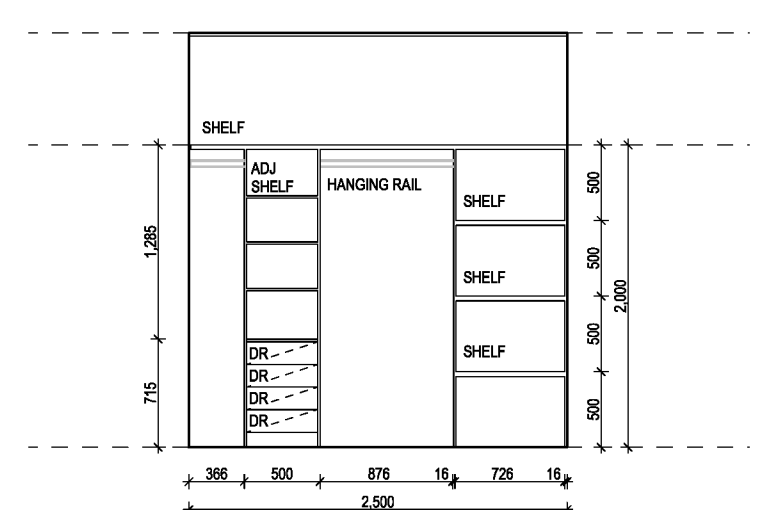 SHELF
ADJ
SHELF
HANGING RAIL
SHELF
SHELF
SHELF
DR
DR
DR
DR
1,285
715
500
500
500
500
2,000
366 500 876 16 726 16
2,500